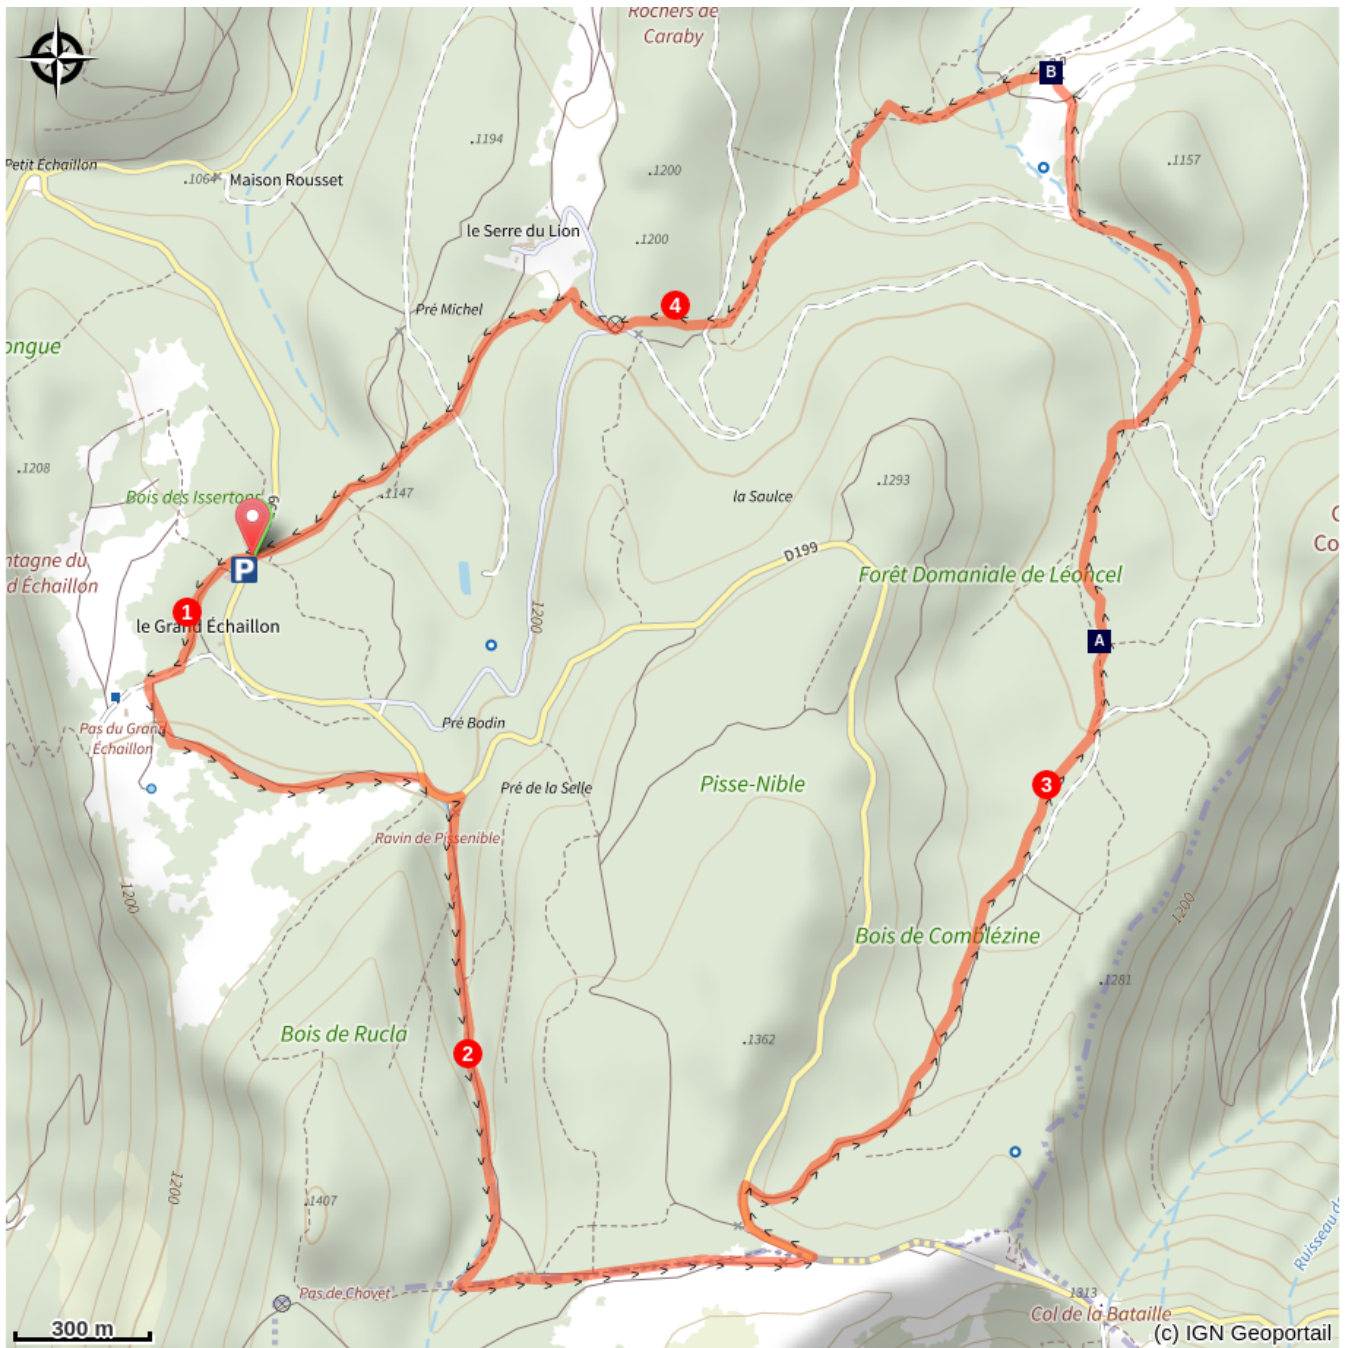 Rochers de
Caraby
B
.1194
Petit Échaillon
.1064
Maison Rousset
.1200
.1157
le Serre du Lion
.1200
Pré Michel
4
ongue
.1208
.1147
la Saulce
.1293
Bois des Issertons
D199
ntagne du
d Échaillon
P
Forêt Domaniale de Léoncel
1
le Grand Échaillon
1200
A
Pas du Grand
Échaillon
Pré Bodin
Pisse-Nible
3
Pré de la Selle
Ravin de Pissenible
1200
1200
Bois de Comblézine
.1281
Bois de Rucla
2
.1362
1200
.1407
Ruisseau de
Pas de Chovet
1313
Col de la Bataille
300 m
(c) IGN Geoportail